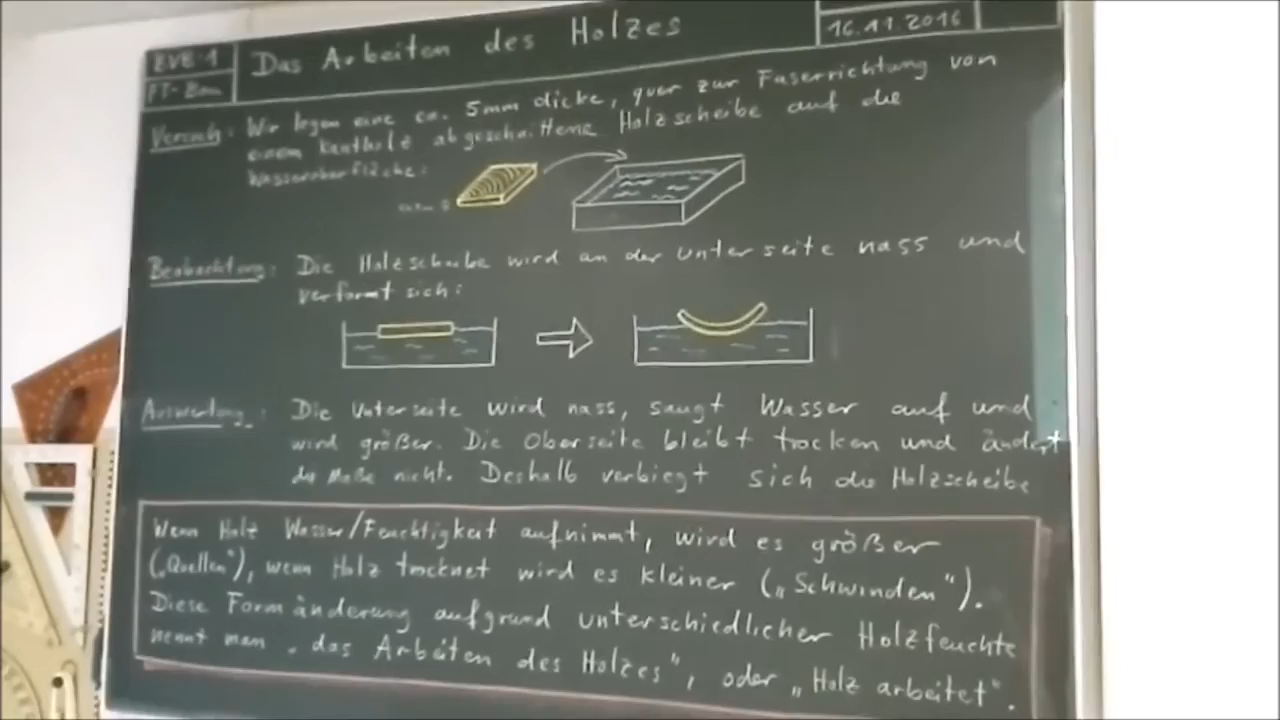 BVB-1
FT-Bau
Das Arbeiten des Holzes
16.11.2016
Versuch: Wir legen eine ca. 5mm dicke, quer zur Faserrichtung von
einem Kantholz abgeschnittene Holzscheibe auf die
Wasseroberfläche:
Beobachtung: Die Holzscheibe wird an der Unterseite nass und
verformt sich:
Auswertung: Die Unterseite wird nass, saugt Wasser auf und
wird größer. Die Oberseite bleibt trocken und ändert
die Maße nicht. Deshalb verbiegt sich die Holzscheibe
Wenn Holz Wasser/Feuchtigkeit aufnimmt, wird es größer
(„Quellen"), wenn Holz trocknet wird es kleiner („Schwinden").
Diese Formänderung aufgrund unterschiedlicher Holzfeuchte
nennt man „das Arbeiten des Holzes", oder „Holz arbeitet".